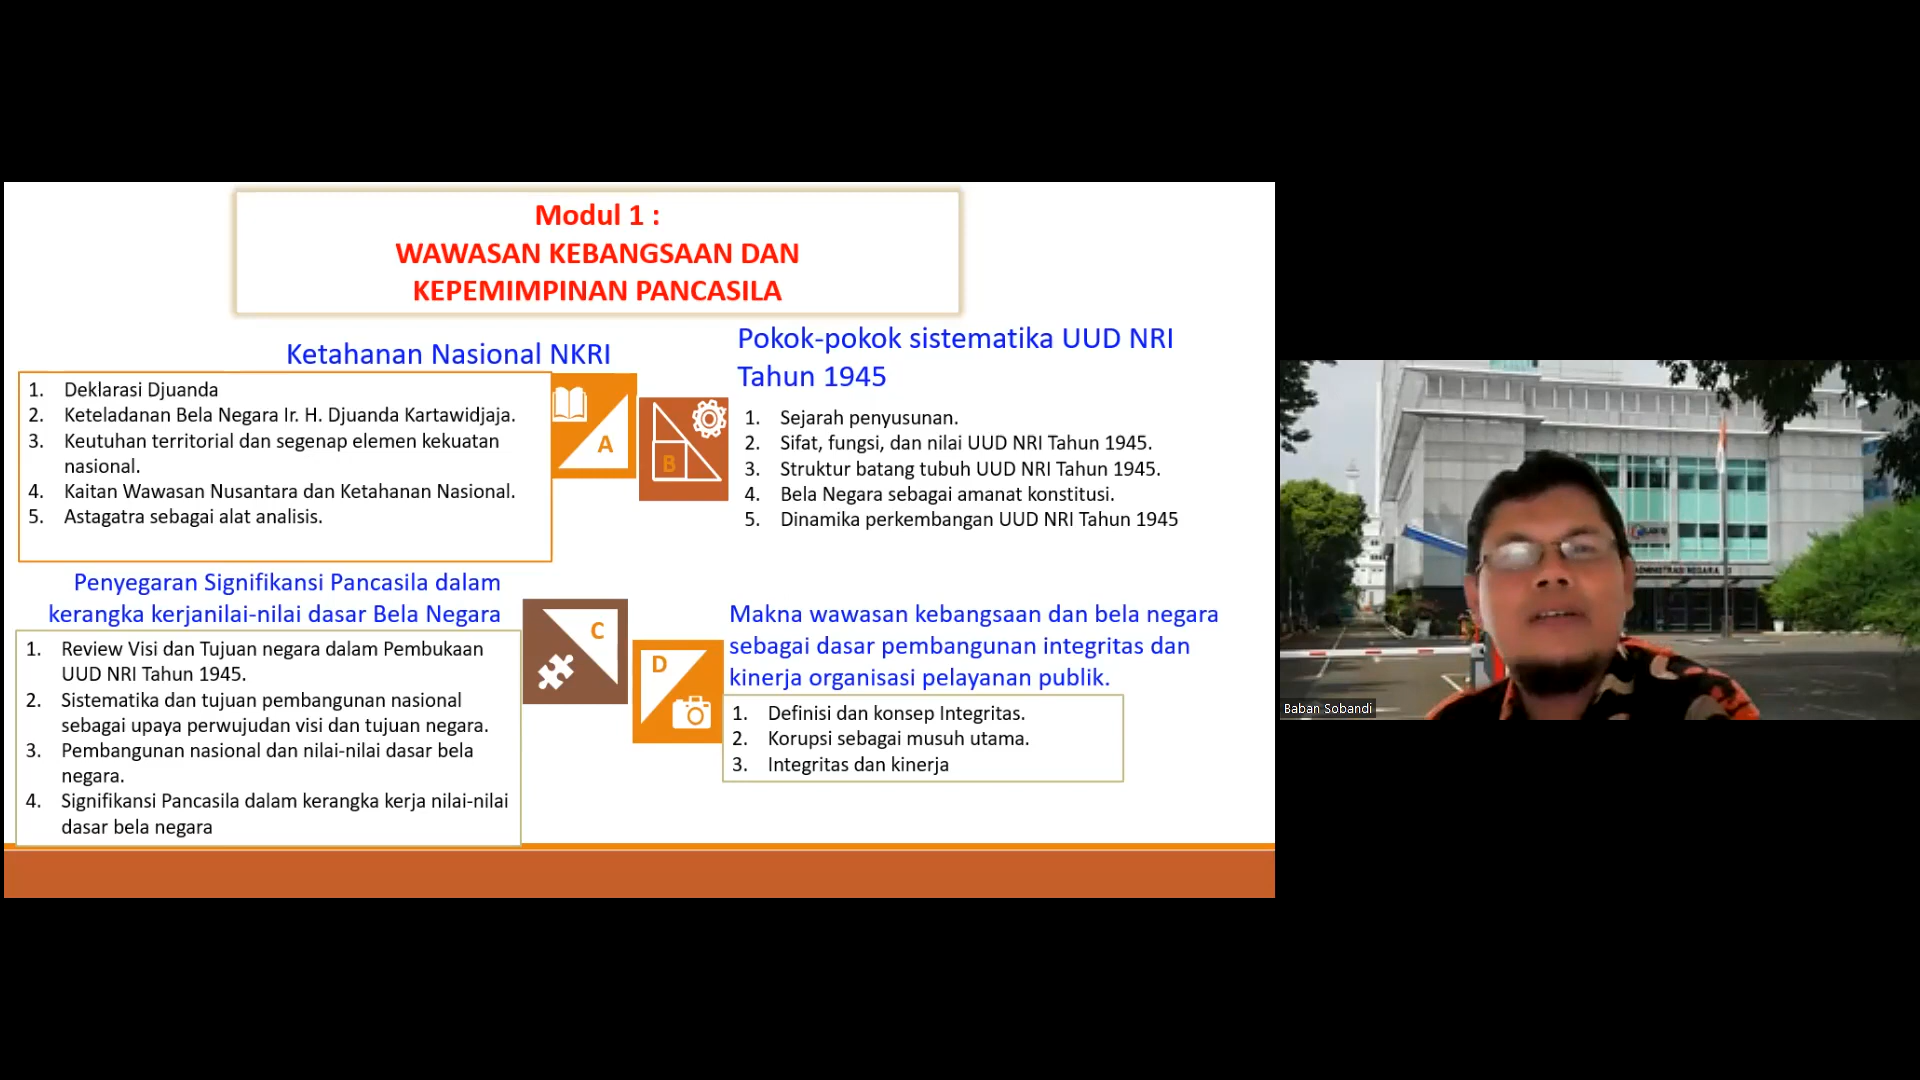 Modul 1 :
WAWASAN KEBANGSAAN DAN
KEPEMIMPINAN PANCASILA
Ketahanan Nasional NKRI
1. Deklarasi Djuanda
2. Keteladanan Bela Negara Ir. H. Djuanda Kartawidjaja.
3. Keutuhan territorial dan segenap elemen kekuatan
nasional.
4. Kaitan Wawasan Nusantara dan Ketahanan Nasional.
5. Astagatra sebagai alat analisis.
A
B
Pokok-pokok sistematika UUD NRI
Tahun 1945
1. Sejarah penyusunan.
2. Sifat, fungsi, dan nilai UUD NRI Tahun 1945.
3. Struktur batang tubuh UUD NRI Tahun 1945.
4. Bela Negara sebagai amanat konstitusi.
5. Dinamika perkembangan UUD NRI Tahun 1945
Penyegaran Signifikansi Pancasila dalam
kerangka kerjanilai-nilai dasar Bela Negara
1. Review Visi dan Tujuan negara dalam Pembukaan
UUD NRI Tahun 1945.
2. Sistematika dan tujuan pembangunan nasional
sebagai upaya perwujudan visi dan tujuan negara.
3. Pembangunan nasional dan nilai-nilai dasar bela
negara.
4. Signifikansi Pancasila dalam kerangka kerja nilai-nilai
dasar bela negara
C
D
Makna wawasan kebangsaan dan bela negara
sebagai dasar pembangunan integritas dan
kinerja organisasi pelayanan publik.
1. Definisi dan konsep Integritas.
2. Korupsi sebagai musuh utama.
3. Integritas dan kinerja
ADMINISTRASI NEGARA
Baban Sobandi